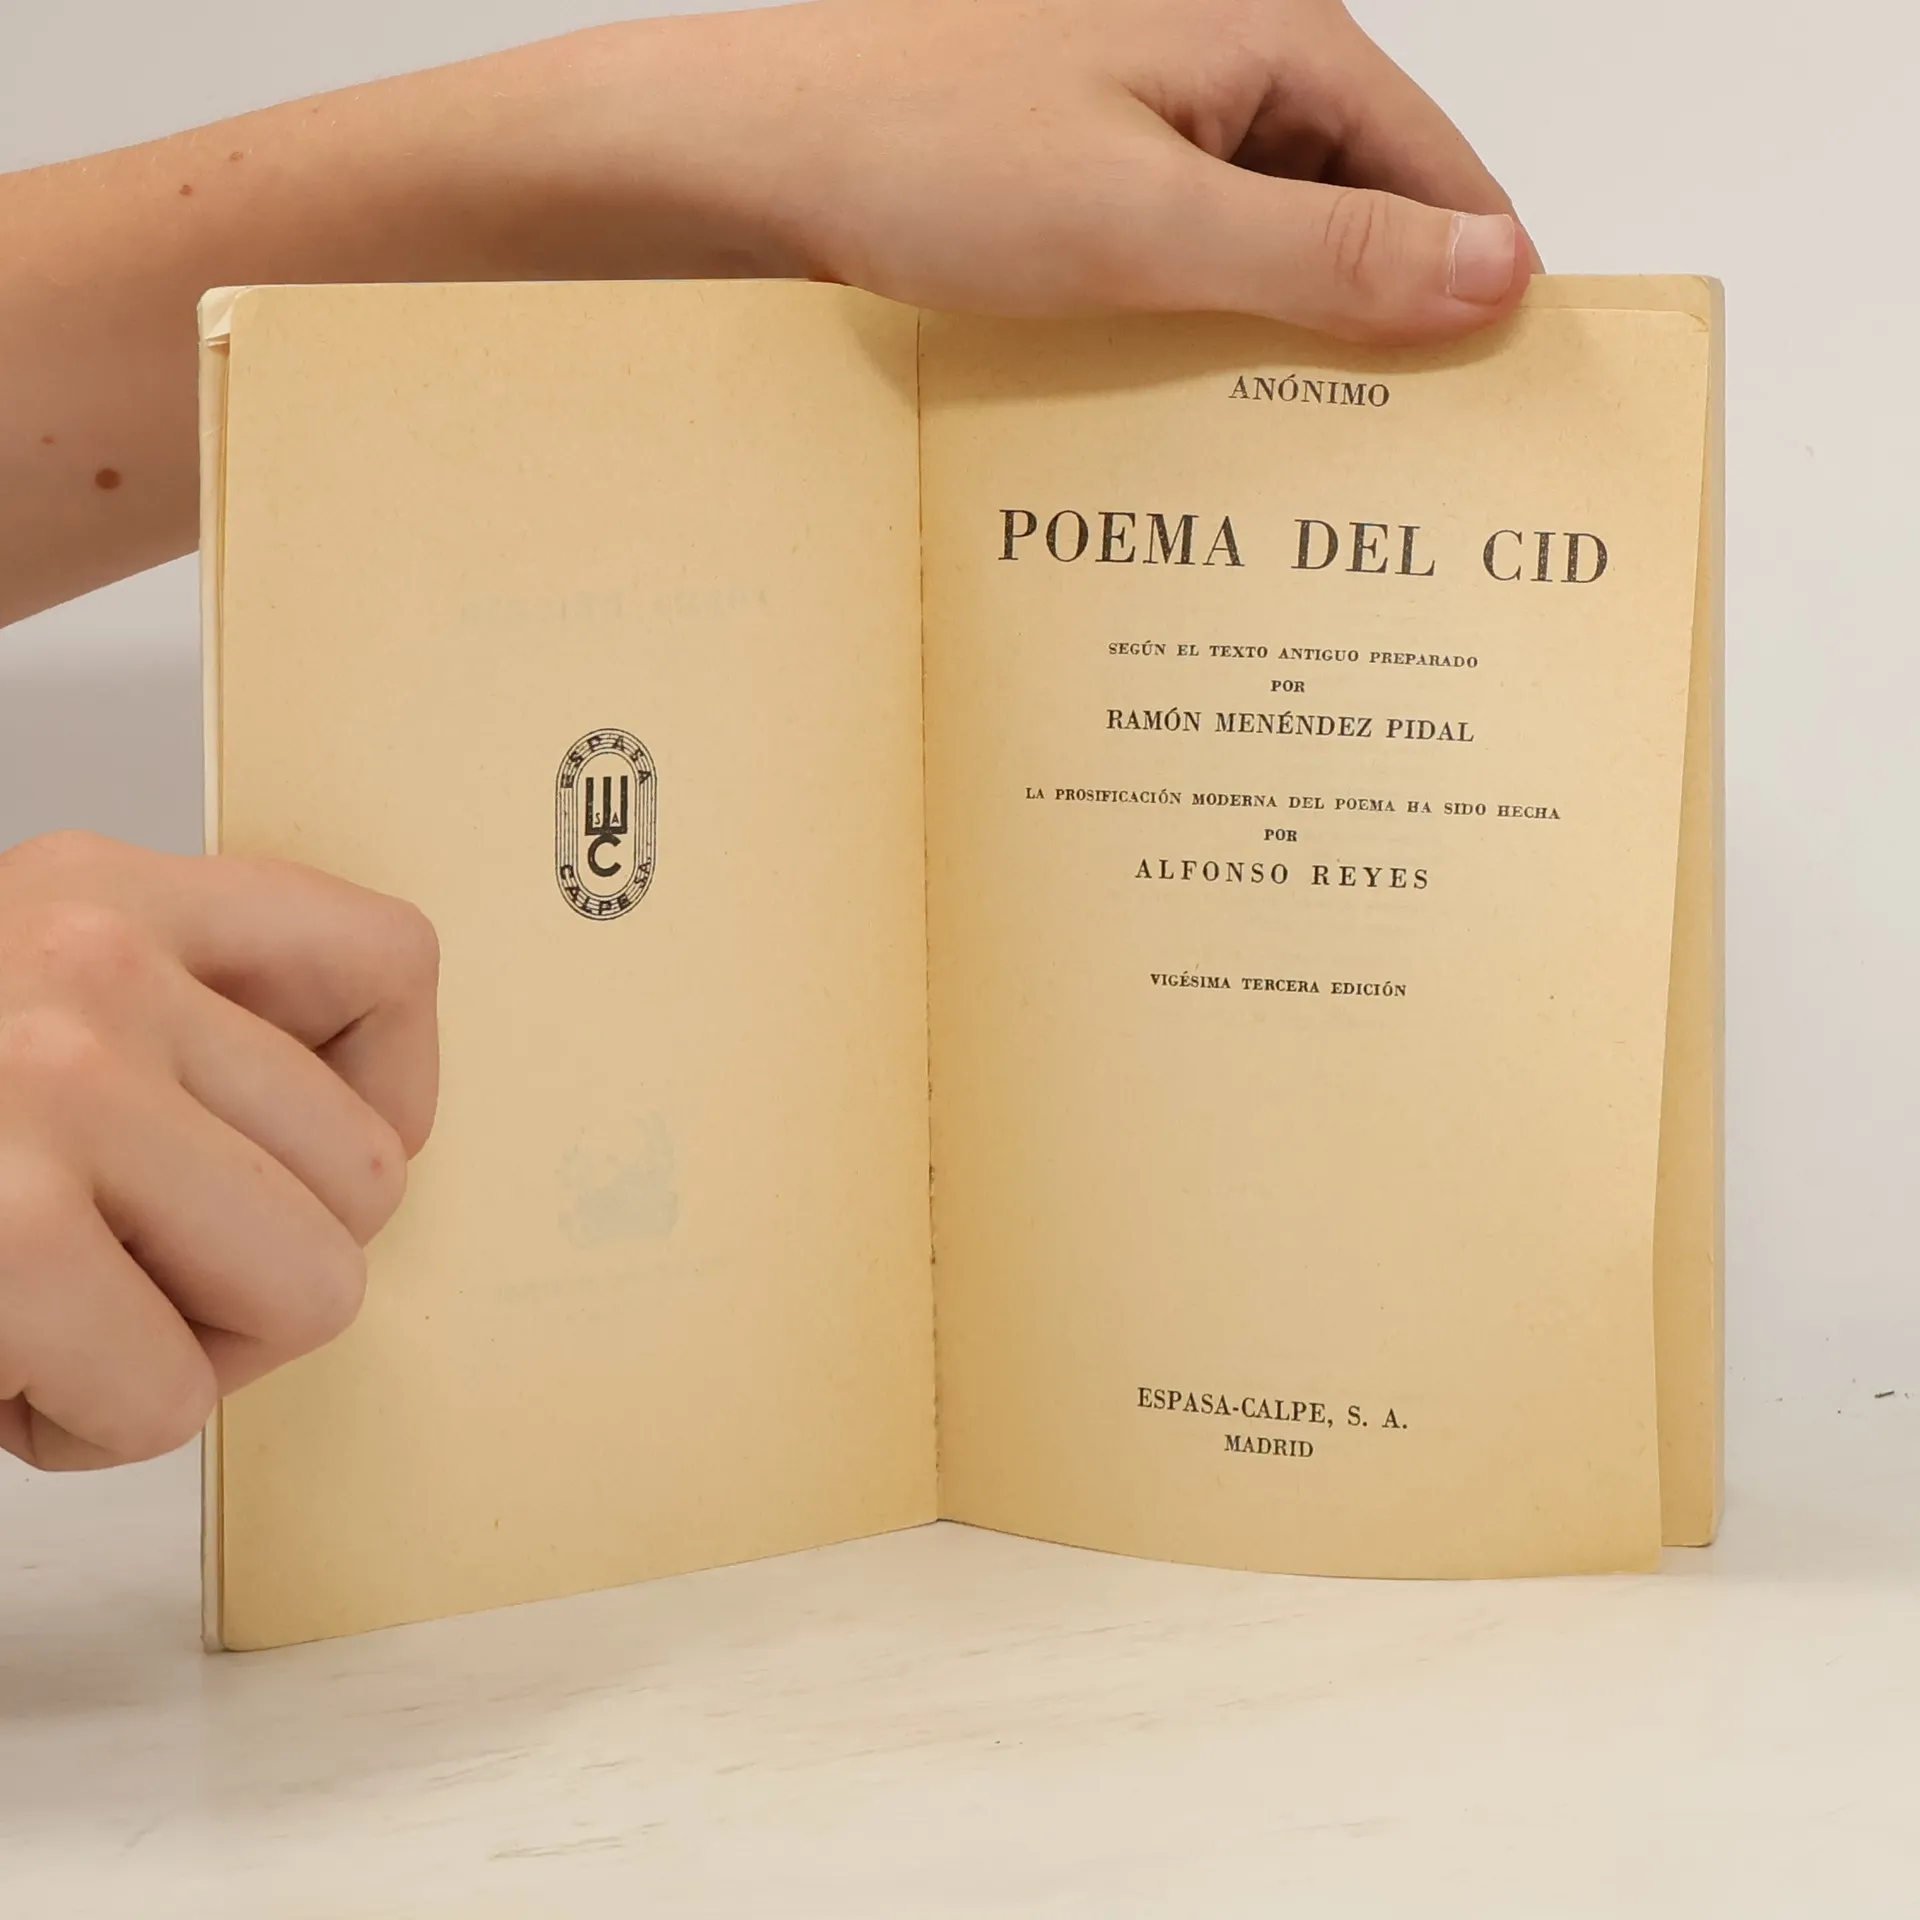 ESPASA
S A
C
CALPE S.A.
ANÓNIMO
POEMA DEL CID
SEGÚN EL TEXTO ANTIGUO PREPARADO
POR
RAMÓN MENÉNDEZ PIDAL
LA PROSIFICACIÓN MODERNA DEL POEMA HA SIDO HECHA
POR
ALFONSO REYES
VIGÉSIMA TERCERA EDICIÓN
ESPASA-CALPE, S. A.
MADRID